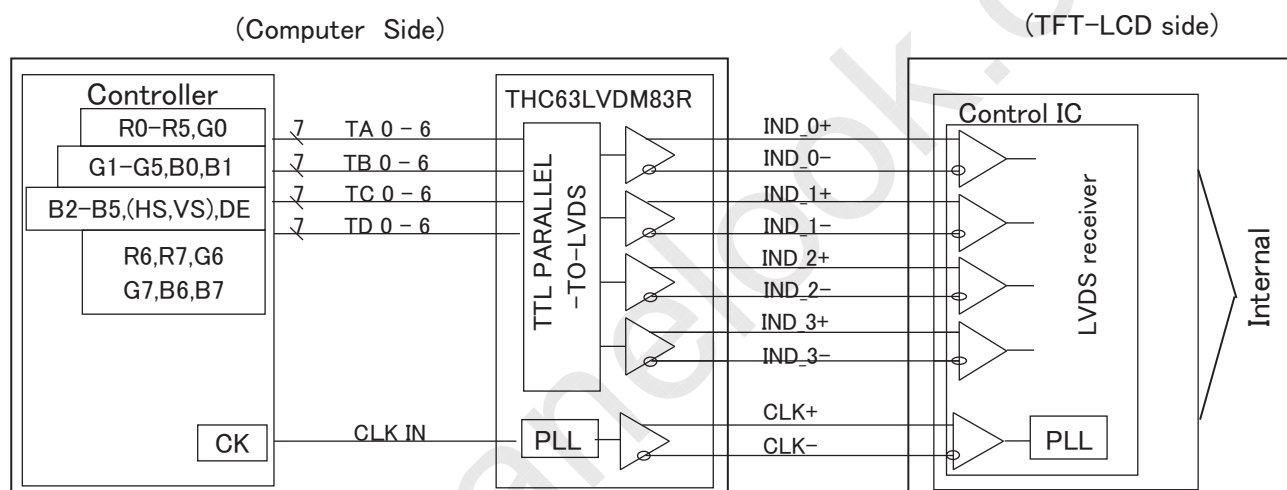 (Computer Side)
(TFT-LCD side)
Controller
THC63LVDM83R
Control IC
R0-R5,G0
G1-G5,B0,B1
B2-B5,(HS,VS),DE
R6,R7,G6
G7,B6,B7
7 TA 0 - 6
7 TB 0 - 6
7 TC 0 - 6
7 TD 0 - 6
TTL PARALLEL
-TO-LVDS
IND_0+
IND_0-
IND_1+
IND_1-
IND_2+
IND_2-
IND_3+
IND_3-
LVDS receiver
Internal
CK
CLK IN
PLL
CLK+
CLK-
PLL